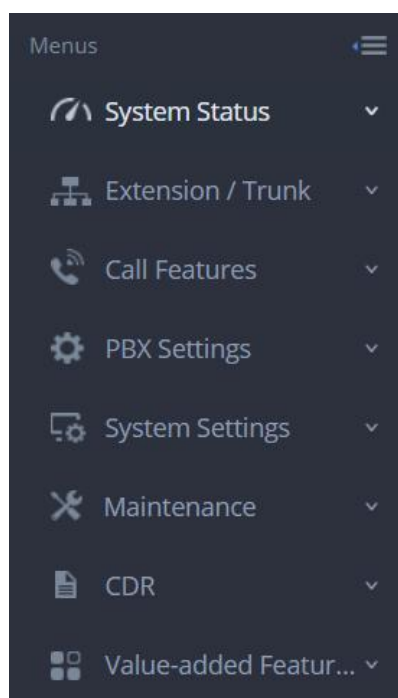 Menus
System Status
Extension / Trunk
Call Features
PBX Settings
System Settings
Maintenance
CDR
Value-added Featur...